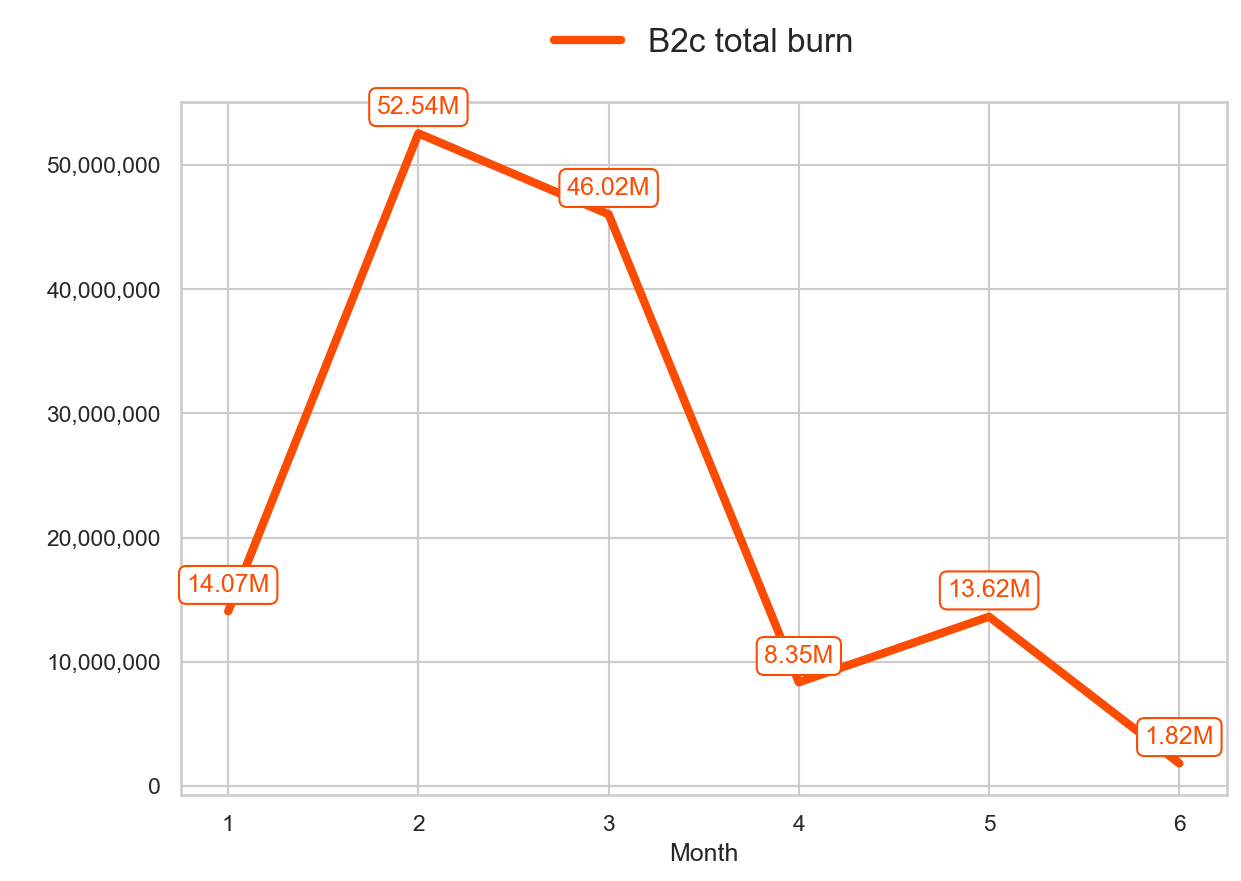 B2c total burn
52.54M
50,000,000
46.02M
40,000,000
30,000,000
20,000,000
14.07M
13.62M
10,000,000
8.35M
1.82M
0
1 2 3 4 5 6
Month